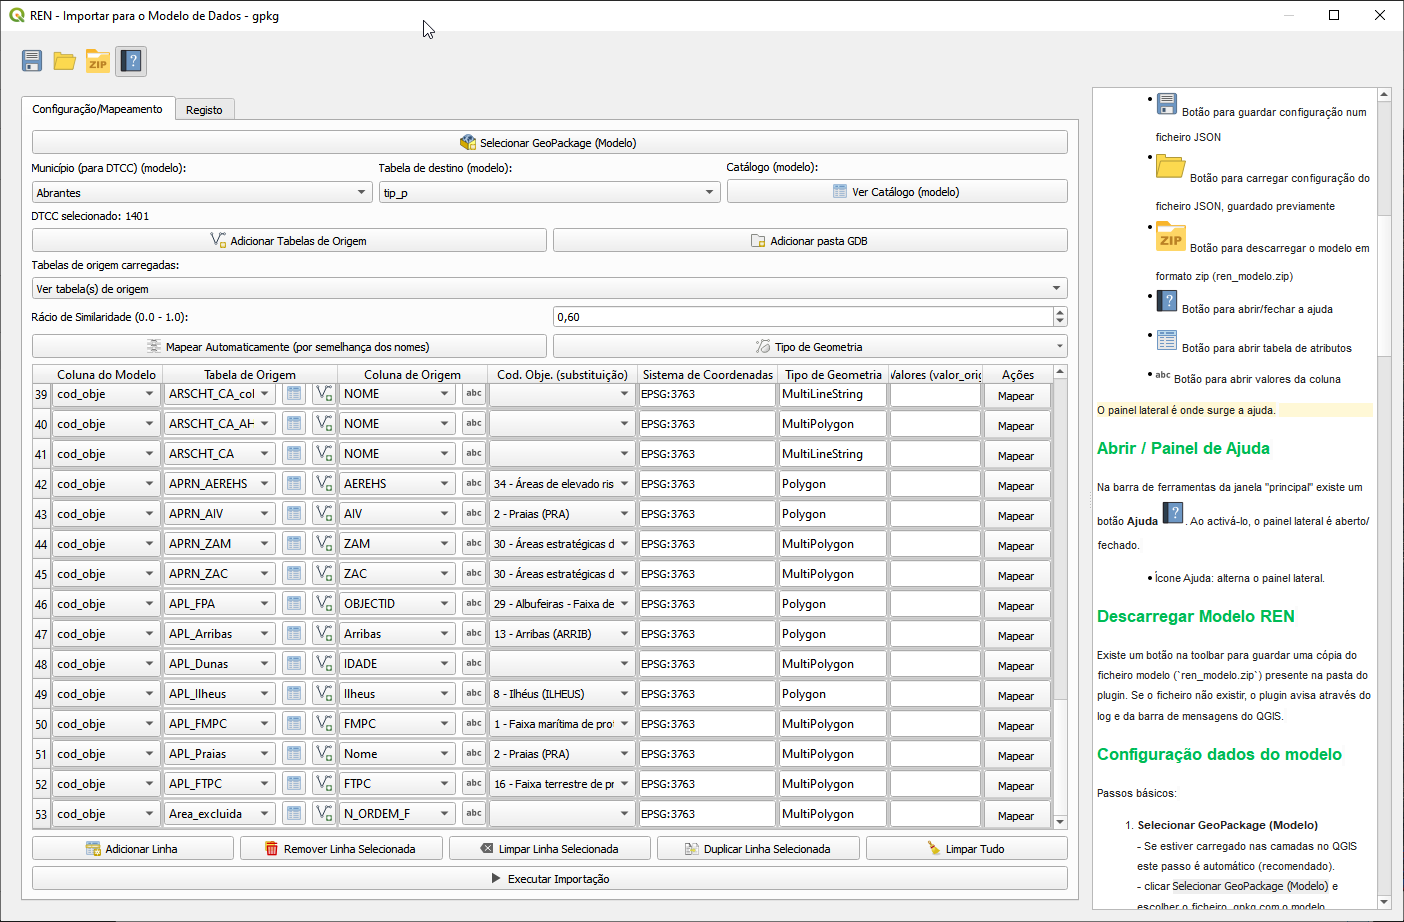 REN - Importar para o Modelo de Dados - gpkg
ZIP
Configuração/Mapeamento Registo
Selecionar GeoPackage (Modelo)
Município (para DTCC) (modelo): Tabela de destino (modelo): Catálogo (modelo):
Abrantes tip_p Ver Catálogo (modelo)
DTCC selecionado: 1401
Adicionar Tabelas de Origem Adicionar pasta GDB
Tabelas de origem carregadas:
Ver tabela(s) de origem
Rácio de Similaridade (0.0 - 1.0): 0,60
Mapear Automaticamente (por semelhança dos nomes) Tipo de Geometria
Coluna do Modelo Tabela de Origem Coluna de Origem Cod. Obje. (substituição) Sistema de Coordenadas Tipo de Geometria Valores (valor_orig Ações
39 cod_obje ARSCHT_CA_col NOME abc EPSG:3763 MultiLineString Mapear
40 cod_obje ARSCHT_CA_AH NOME abc EPSG:3763 MultiPolygon Mapear
41 cod_obje ARSCHT_CA NOME abc EPSG:3763 MultiLineString Mapear
42 cod_obje APRN_AEREHS AEREHS abc 34 - Áreas de elevado ris EPSG:3763 Polygon Mapear
43 cod_obje APRN_AIV AIV abc 2 - Praias (PRA) EPSG:3763 Polygon Mapear
44 cod_obje APRN_ZAM ZAM abc 30 - Áreas estratégicas d EPSG:3763 MultiPolygon Mapear
45 cod_obje APRN_ZAC ZAC abc 30 - Áreas estratégicas d EPSG:3763 MultiPolygon Mapear
46 cod_obje APL_FPA OBJECTID abc 29 - Albufeiras - Faixa de EPSG:3763 Polygon Mapear
47 cod_obje APL_Arribas Arribas abc 13 - Arribas (ARRIB) EPSG:3763 Polygon Mapear
48 cod_obje APL_Dunas IDADE abc EPSG:3763 MultiPolygon Mapear
49 cod_obje APL_Ilheus Ilheus abc 8 - Ilhéus (ILHEUS) EPSG:3763 Polygon Mapear
50 cod_obje APL_FMPC FMPC abc 1 - Faixa marítima de pro EPSG:3763 MultiPolygon Mapear
51 cod_obje APL_Praias Nome abc 2 - Praias (PRA) EPSG:3763 MultiPolygon Mapear
52 cod_obje APL_FTPC FTPC abc 16 - Faixa terrestre de pr EPSG:3763 MultiPolygon Mapear
53 cod_obje Area_excluida N_ORDEM_F abc EPSG:3763 MultiPolygon Mapear
Adicionar Linha Remover Linha Selecionada Limpar Linha Selecionada Duplicar Linha Selecionada Limpar Tudo
Executar Importação
• Botão para guardar configuração num
ficheiro JSON
• Botão para carregar configuração do
ficheiro JSON, guardado previamente
• ZIP Botão para descarregar o modelo em
formato zip (ren_modelo.zip)
• Botão para abrir/fechar a ajuda
• Botão para abrir tabela de atributos
• abc Botão para abrir valores da coluna
O painel lateral é onde surge a ajuda.
Abrir / Painel de Ajuda
Na barra de ferramentas da janela "principal" existe um
botão Ajuda . Ao activá-lo, o painel lateral é aberto/
fechado.
• Ícone Ajuda: alterna o painel lateral.
Descarregar Modelo REN
Existe um botão na toolbar para guardar uma cópia do
ficheiro modelo (`ren_modelo.zip`) presente na pasta do
plugin. Se o ficheiro não existir, o plugin avisa através do
log e da barra de mensagens do QGIS.
Configuração dados do modelo
Passos básicos:
1. Selecionar GeoPackage (Modelo)
- Se estiver carregado nas camadas no QGIS
este passo é automático (recomendado).
- clicar Selecionar GeoPackage (Modelo) e
escolher o ficheiro .gpkg com o modelo